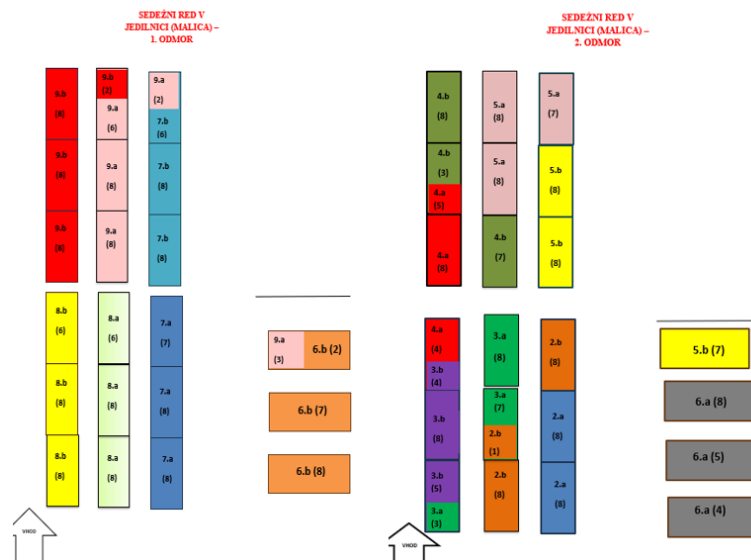 SEDEŽNI RED V
JEDILNICI (MALICA) –
1. ODMOR
9.b
(8)
9.b
(8)
9.b
(8)
9.b
(2)
9.a
(6)
9.a
(8)
9.a
(8)
9.a
(2)
7.b
(6)
7.b
(8)
7.b
(8)
8.b
(6)
8.b
(8)
8.b
(8)
8.a
(6)
8.a
(8)
8.a
(8)
7.a
(7)
7.a
(8)
7.a
(8)
9.a
(3)
6.b (2)
6.b (7)
6.b (8)
VHOD
SEDEŽNI RED V
JEDILNICI (MALICA) –
2. ODMOR
4.b
(8)
4.b
(3)
4.a
(5)
4.a
5.a
(8)
5.a
(8)
4.b
(7)
5.a
(7)
5.b
(8)
5.b
(8)
4.a
(4)
3.b
(4)
3.b
(8)
3.b
(5)
3.a
(3)
3.a
(8)
3.a
(7)
2.b
(1)
2.b
(8)
2.b
(8)
2.a
(8)
2.a
(8)
5.b (7)
6.a (8)
6.a (5)
6.a (4)
VHOD